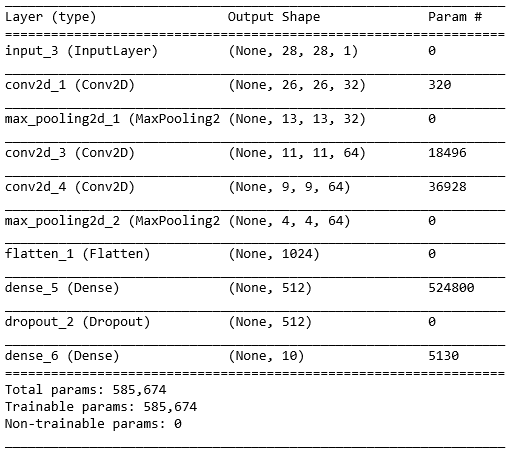 Layer (type) Output Shape Param #
input_3 (InputLayer) (None, 28, 28, 1) 0
conv2d_1 (Conv2D) (None, 26, 26, 32) 320
max_pooling2d_1 (MaxPooling2 (None, 13, 13, 32) 0
conv2d_3 (Conv2D) (None, 11, 11, 64) 18496
conv2d_4 (Conv2D) (None, 9, 9, 64) 36928
max_pooling2d_2 (MaxPooling2 (None, 4, 4, 64) 0
flatten_1 (Flatten) (None, 1024) 0
dense_5 (Dense) (None, 512) 524800
dropout_2 (Dropout) (None, 512) 0
dense_6 (Dense) (None, 10) 5130
Total params: 585,674
Trainable params: 585,674
Non-trainable params: 0